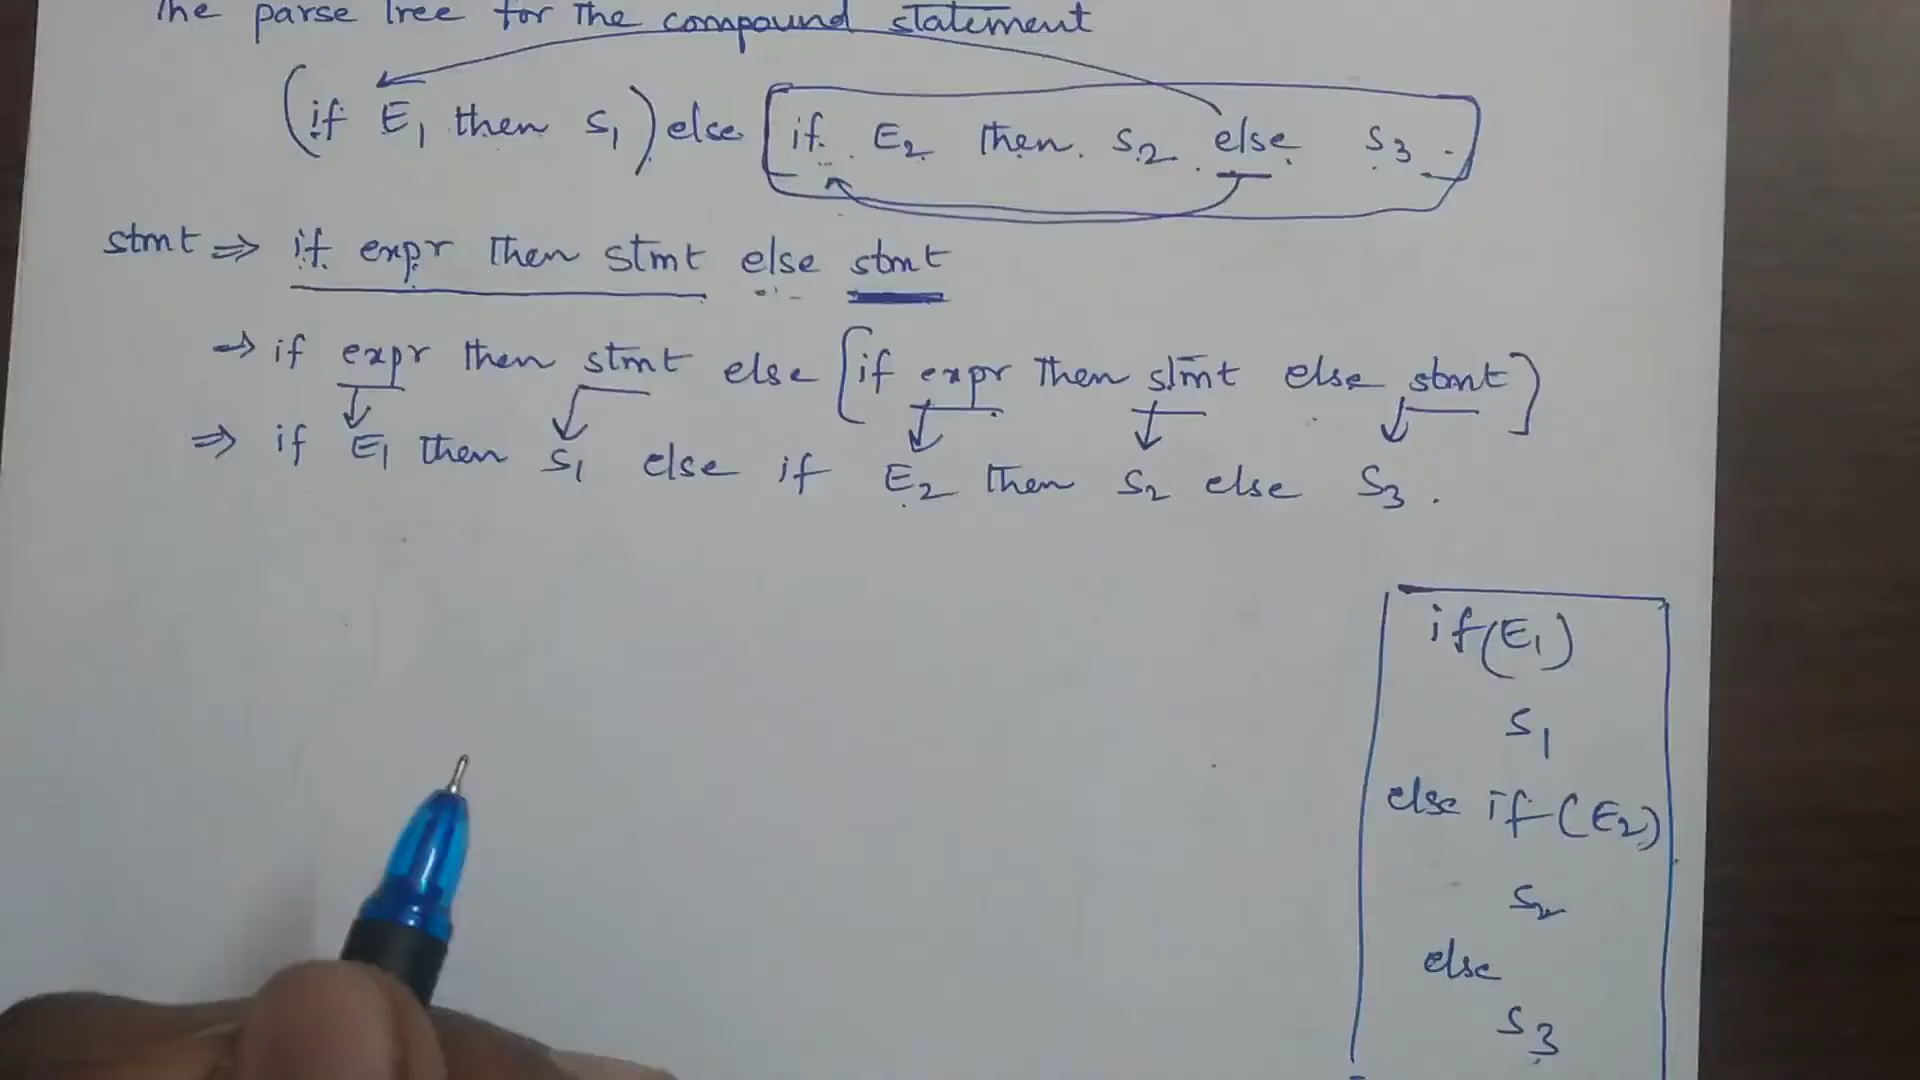 The parse tree for the compound statement
(if E1 then S1) else [if E2 then S2 else S3.]
stmt ⇒ if expr then stmt else stmt
⇒ if expr then stmt else [if expr then stmt else stmt]
⇒ if E1 then S1 else if E2 then S2 else S3.
if(E1)
S1
else if (E2)
S2
else
S3